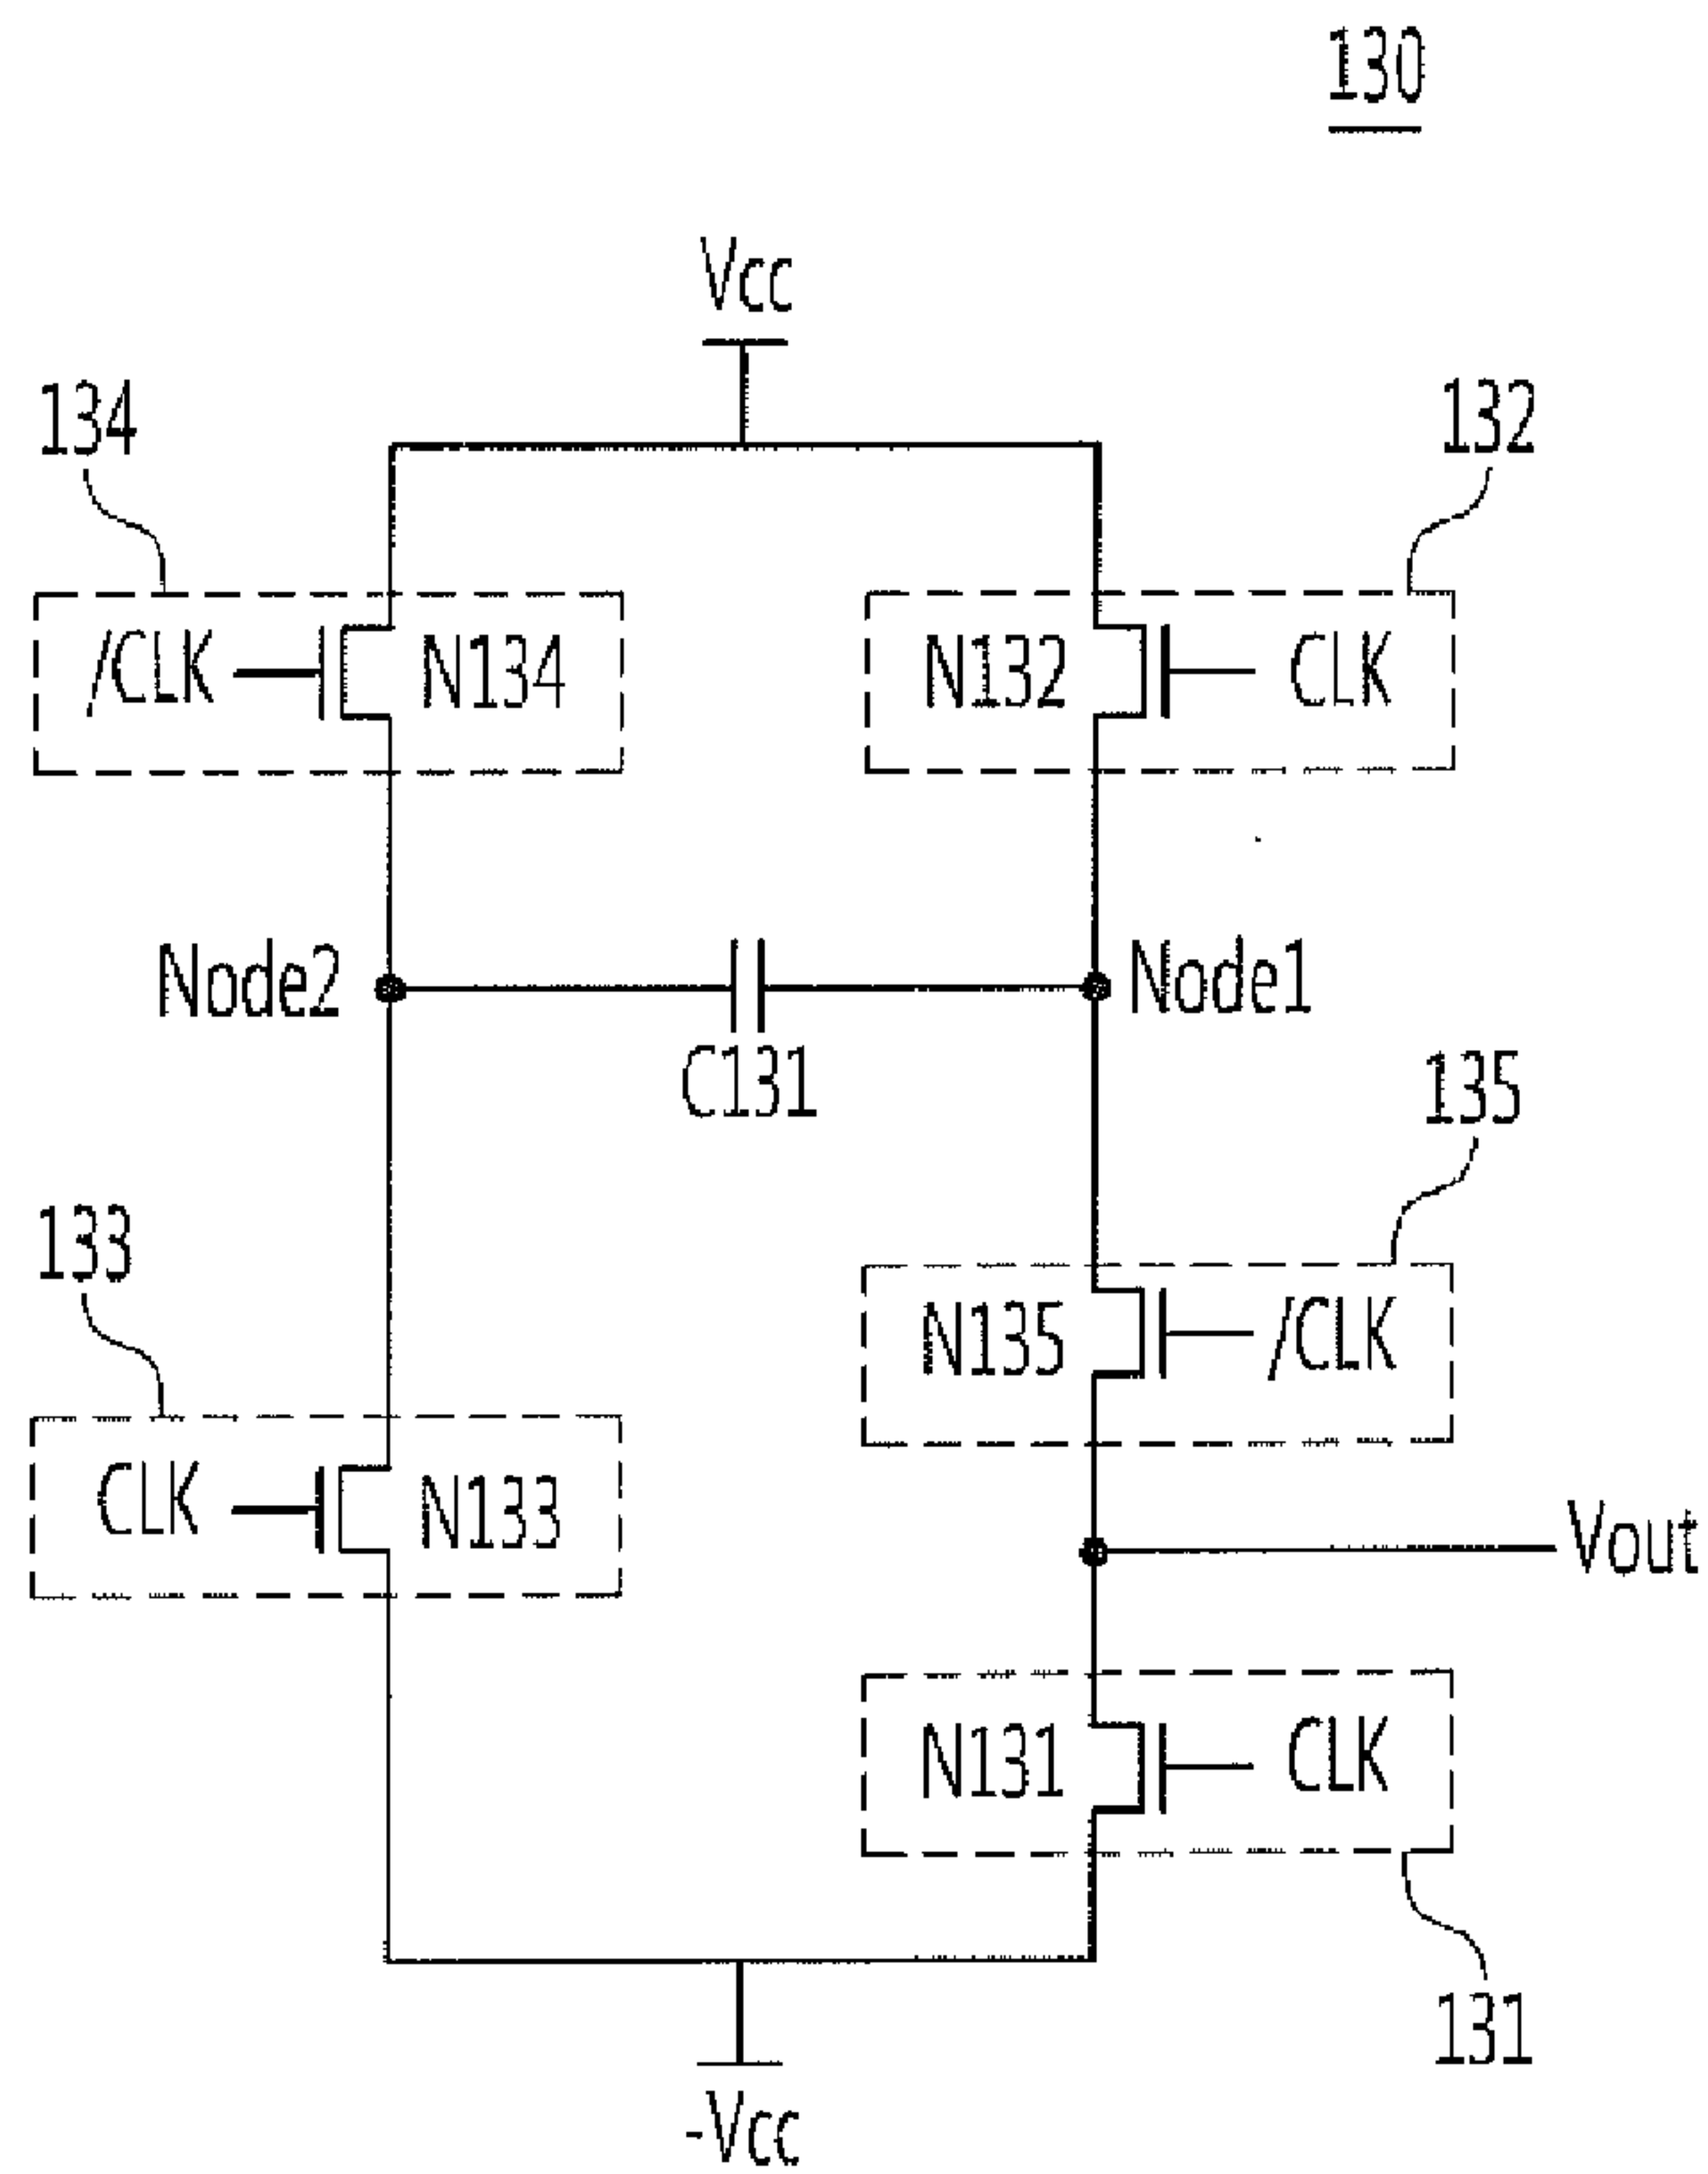 130
Vcc
134
132
/CLK
N134
N132
CLK
Node2
Node1
C131
135
133
N135
/CLK
CLK
N133
Vout
N131
CLK
131
-Vcc